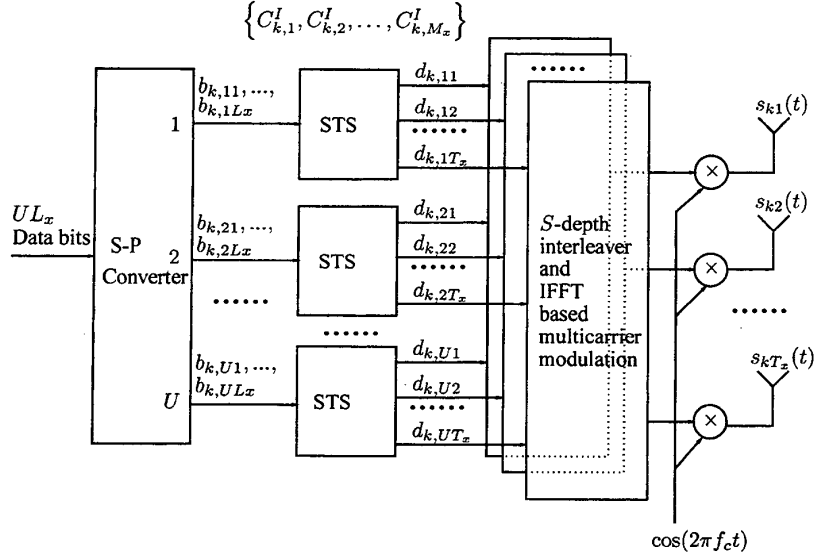 {C^I_{k,1}, C^I_{k,2}, ..., C^I_{k,M_x}}
UL_x
Data bits
S-P
Converter
1
2
......
U
b_{k,11}, ...,
b_{k,1Lx}
b_{k,21}, ...,
b_{k,2Lx}
b_{k,U1}, ...,
b_{k,ULx}
STS
STS
......
STS
d_{k,11}
d_{k,12}
......
d_{k,1T_x}
d_{k,21}
d_{k,22}
......
d_{k,2T_x}
d_{k,U1}
d_{k,U2}
......
d_{k,UT_x}
......
S-depth
interleaver
and
IFFT
based
multicarrier
modulation
×
×
×
s_{k1}(t)
s_{k2}(t)
......
s_{kT_x}(t)
cos(2πf_ct)